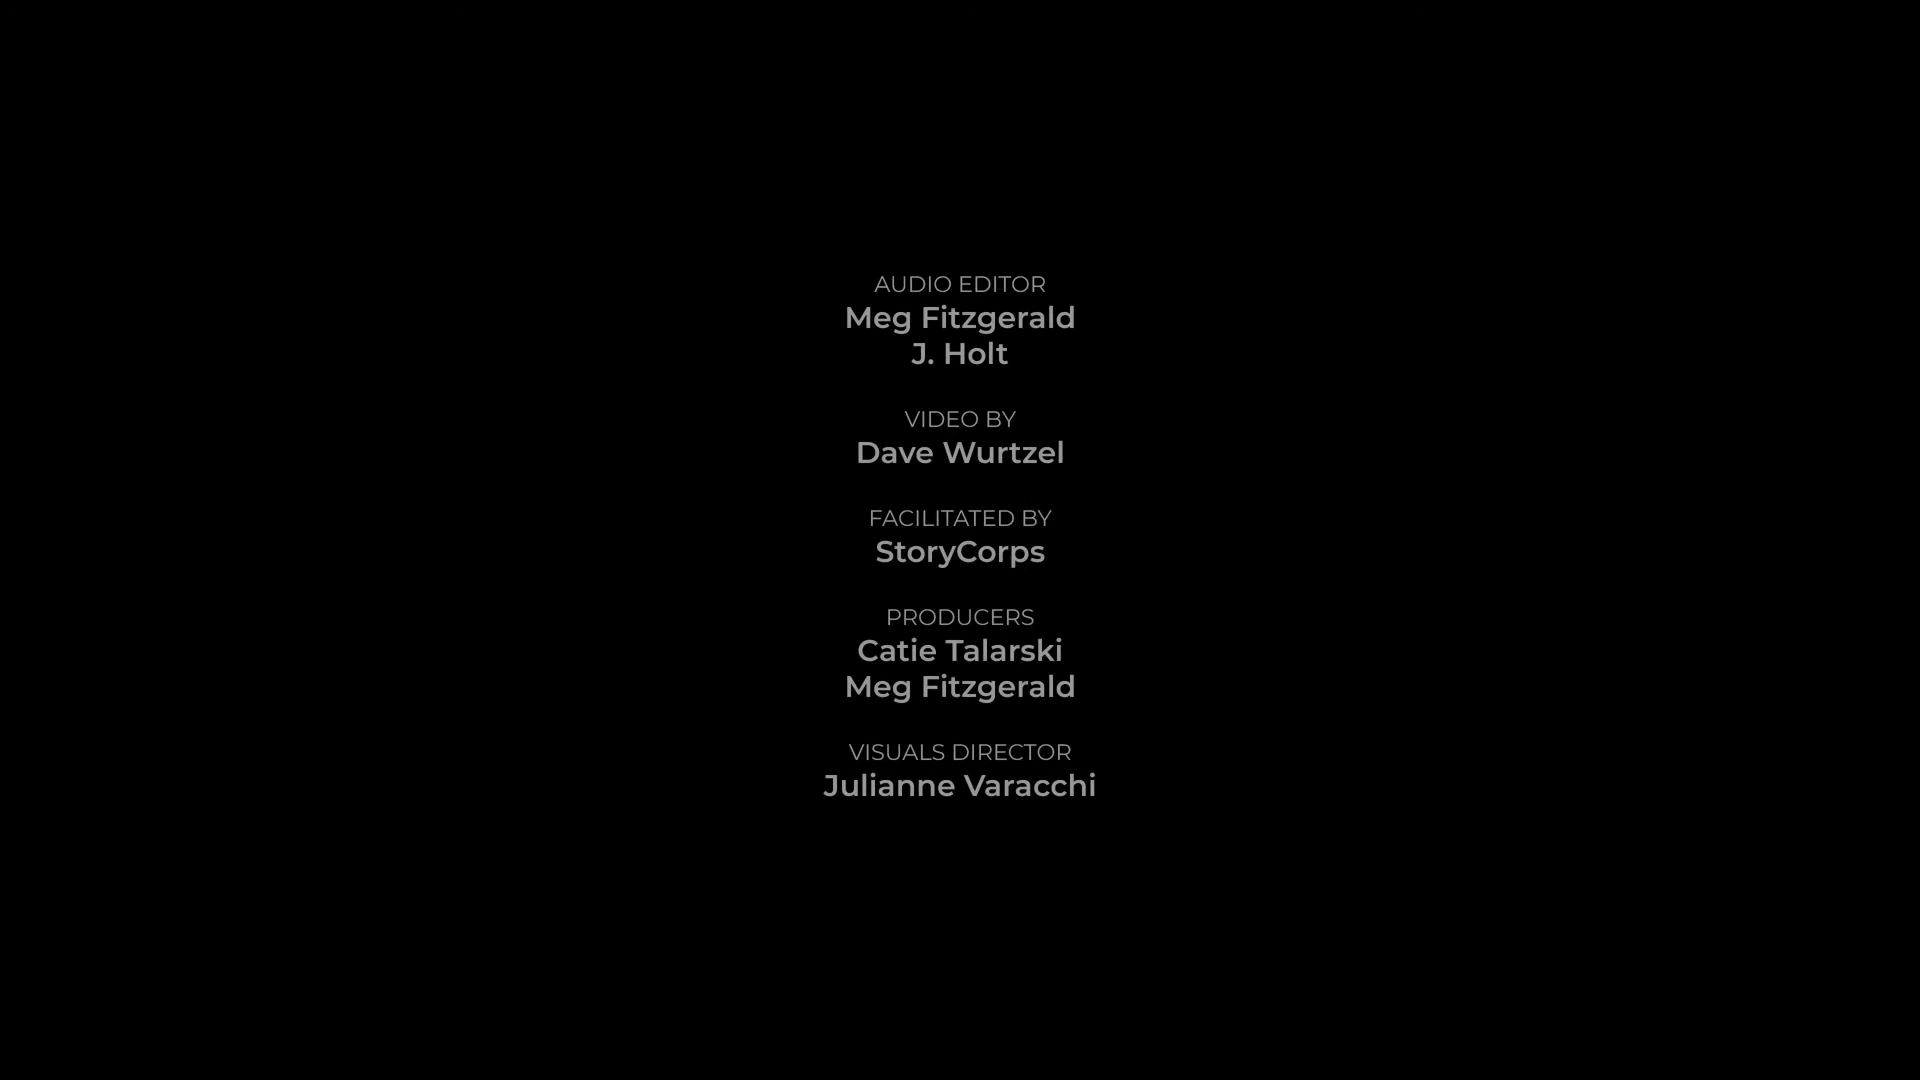 AUDIO EDITOR
Meg Fitzgerald
J. Holt
VIDEO BY
Dave Wurtzel
FACILITATED BY
StoryCorps
PRODUCERS
Catie Talarski
Meg Fitzgerald
VISUALS DIRECTOR
Julianne Varacchi